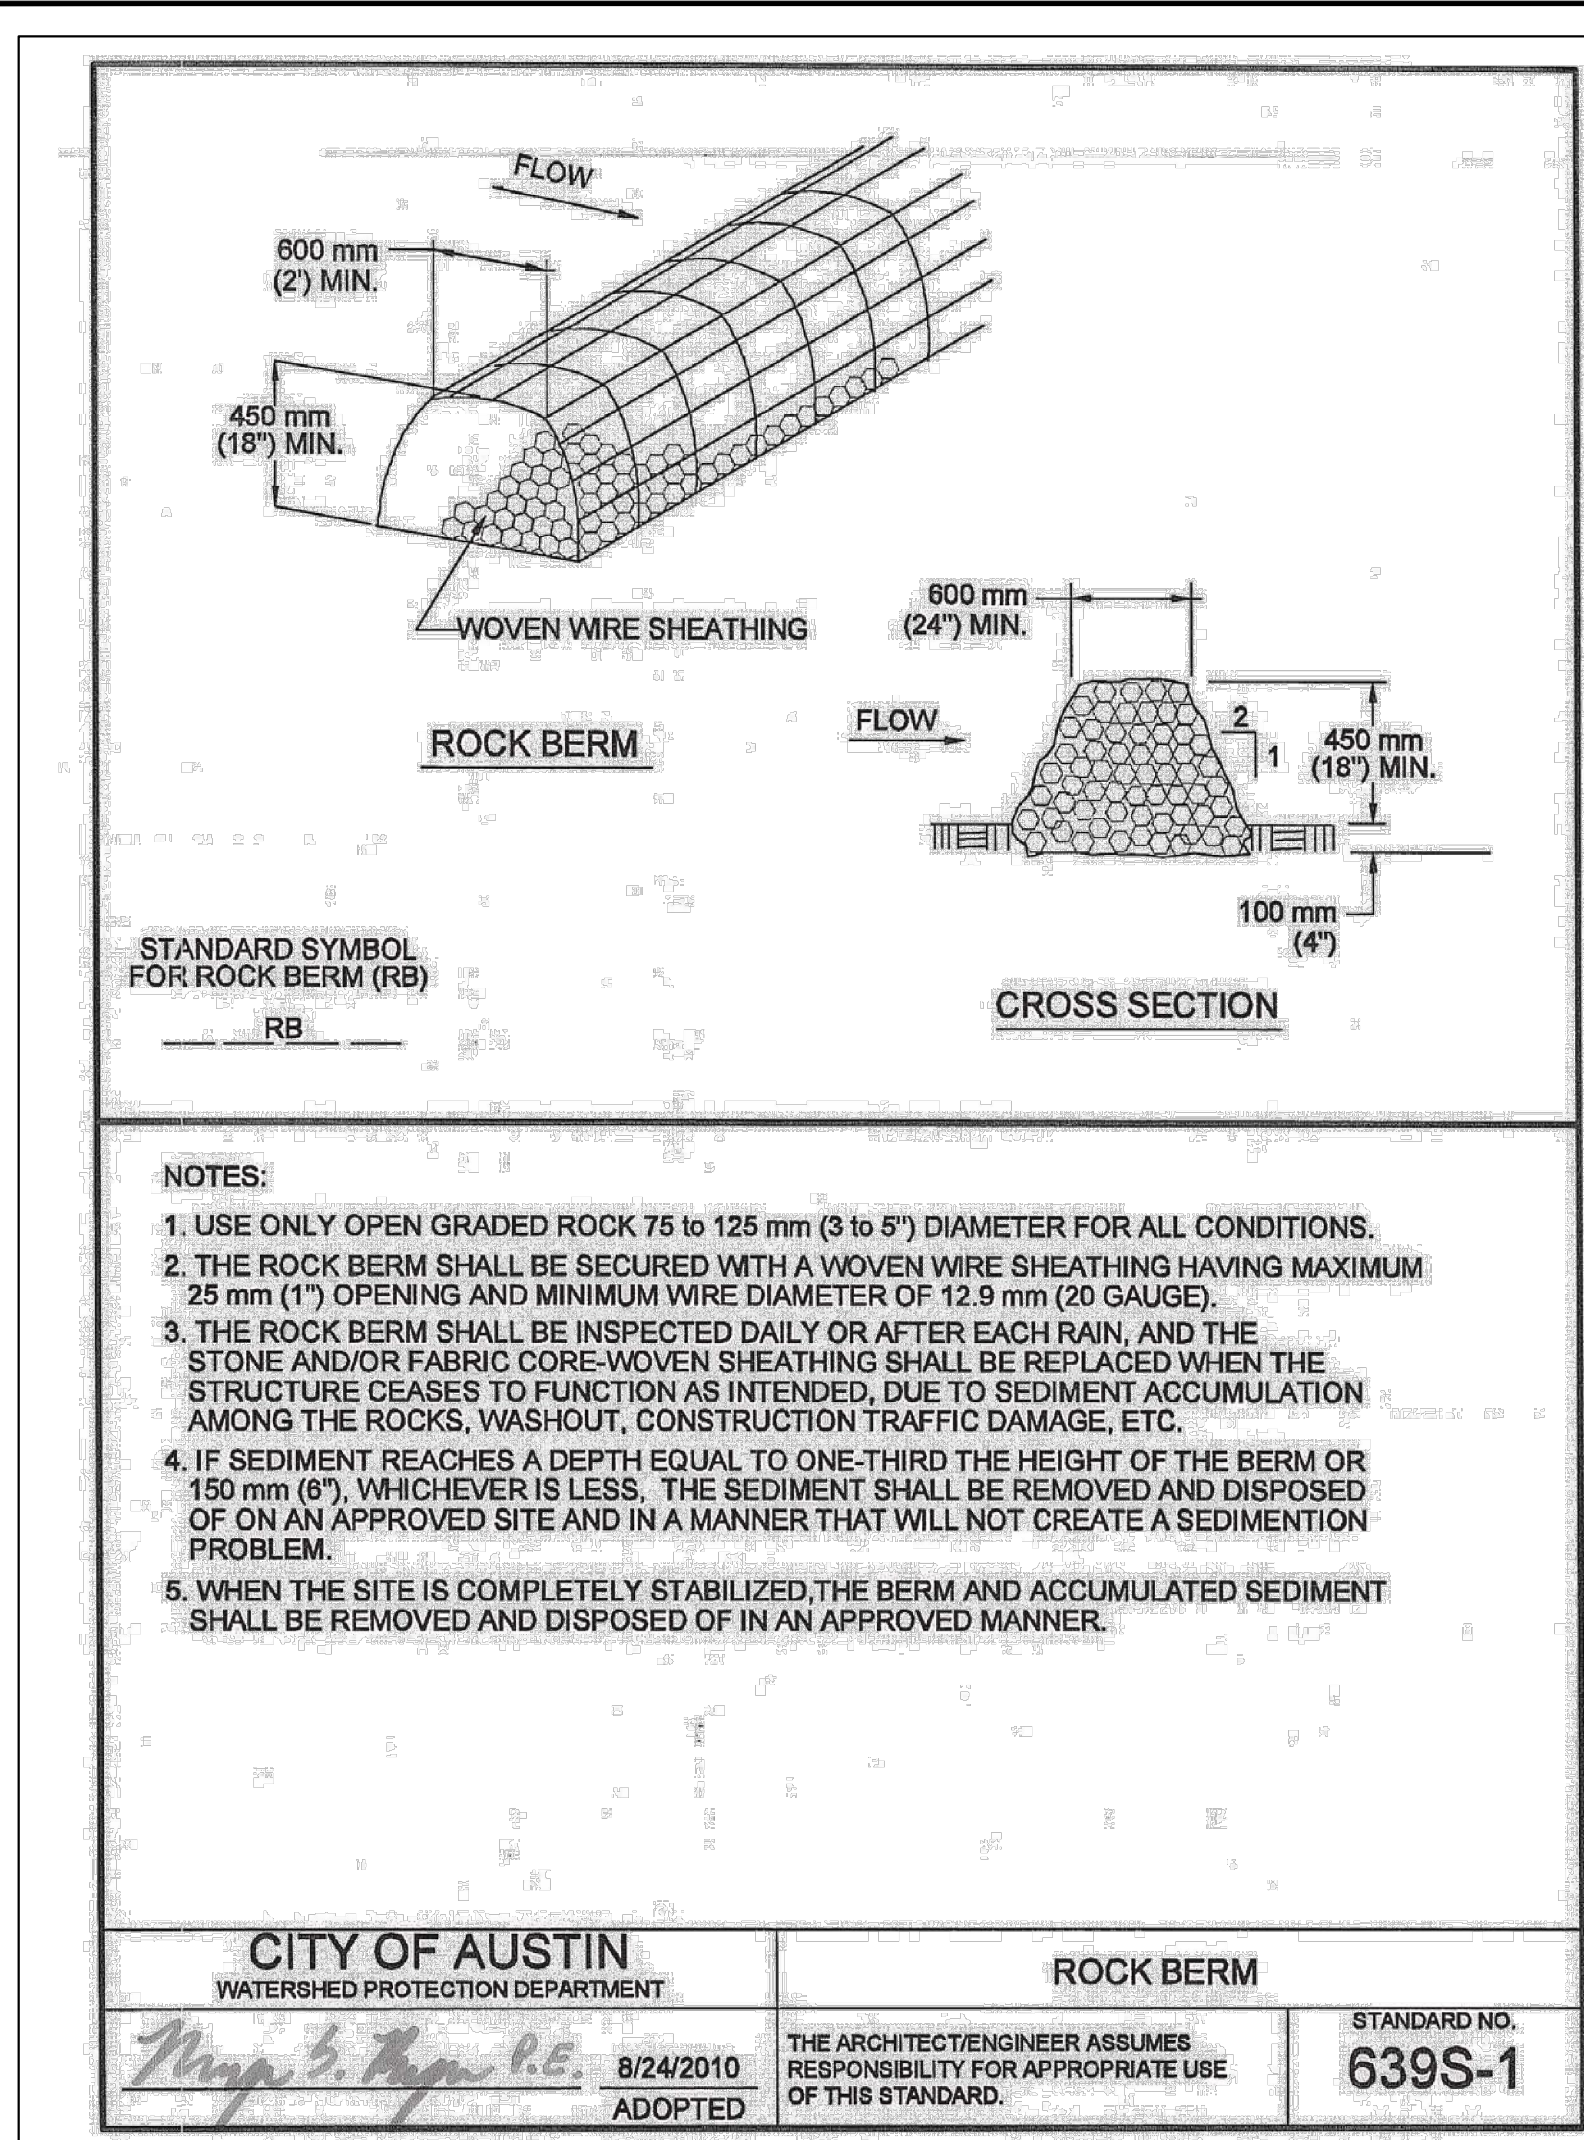 FLOW
600 mm
(2') MIN.
450 mm
(18") MIN.
WOVEN WIRE SHEATHING
ROCK BERM
600 mm
(24") MIN.
FLOW
2
1
450 mm
(18") MIN.
100 mm
(4")
CROSS SECTION
STANDARD SYMBOL
FOR ROCK BERM (RB)
RB
NOTES:
1. USE ONLY OPEN GRADED ROCK 75 to 125 mm (3 to 5") DIAMETER FOR ALL CONDITIONS.
2. THE ROCK BERM SHALL BE SECURED WITH A WOVEN WIRE SHEATHING HAVING MAXIMUM
25 mm (1") OPENING AND MINIMUM WIRE DIAMETER OF 12.9 mm (20 GAUGE).
3. THE ROCK BERM SHALL BE INSPECTED DAILY OR AFTER EACH RAIN, AND THE
STONE AND/OR FABRIC CORE-WOVEN SHEATHING SHALL BE REPLACED WHEN THE
STRUCTURE CEASES TO FUNCTION AS INTENDED, DUE TO SEDIMENT ACCUMULATION
AMONG THE ROCKS, WASHOUT, CONSTRUCTION TRAFFIC DAMAGE, ETC.
4. IF SEDIMENT REACHES A DEPTH EQUAL TO ONE-THIRD THE HEIGHT OF THE BERM OR
150 mm (6"), WHICHEVER IS LESS, THE SEDIMENT SHALL BE REMOVED AND DISPOSED
OF ON AN APPROVED SITE AND IN A MANNER THAT WILL NOT CREATE A SEDIMENTION
PROBLEM.
5. WHEN THE SITE IS COMPLETELY STABILIZED,THE BERM AND ACCUMULATED SEDIMENT
SHALL BE REMOVED AND DISPOSED OF IN AN APPROVED MANNER.
CITY OF AUSTIN
WATERSHED PROTECTION DEPARTMENT
ROCK BERM
P.E.
8/24/2010
ADOPTED
THE ARCHITECT/ENGINEER ASSUMES
RESPONSIBILITY FOR APPROPRIATE USE
OF THIS STANDARD.
STANDARD NO.
639S-1